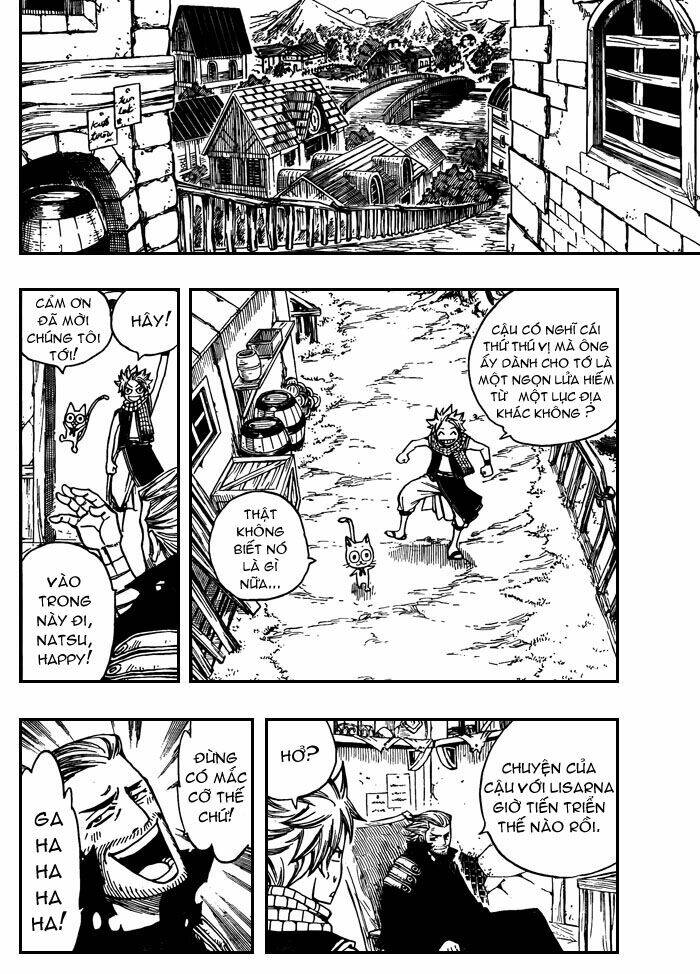 CẬU CÓ NGHĨ CÁI
THỨ THÚ VỊ MÀ ÔNG
ẤY DÀNH CHO TỚ LÀ
MỘT NGỌN LỬA HIẾM
TỪ MỘT LỤC ĐỊA
KHÁC KHÔNG?
THẬT
KHÔNG
BIẾT NÓ
LÀ GÌ
NỮA...
HÂY!
CẢM ƠN
ĐÃ MỜI
CHÚNG TÔI
TỚI!
VÀO
TRONG
NÀY ĐI,
NATSU,
HAPPY!
CHUYỆN CỦA
CẬU VỚI LISARNA
GIỜ TIẾN TRIỂN
THẾ NÀO RỒI.
HỞ?
ĐỪNG
CÓ MẮC
CỠ THẾ
CHỨ!
GA
HA
HA
HA
HA!